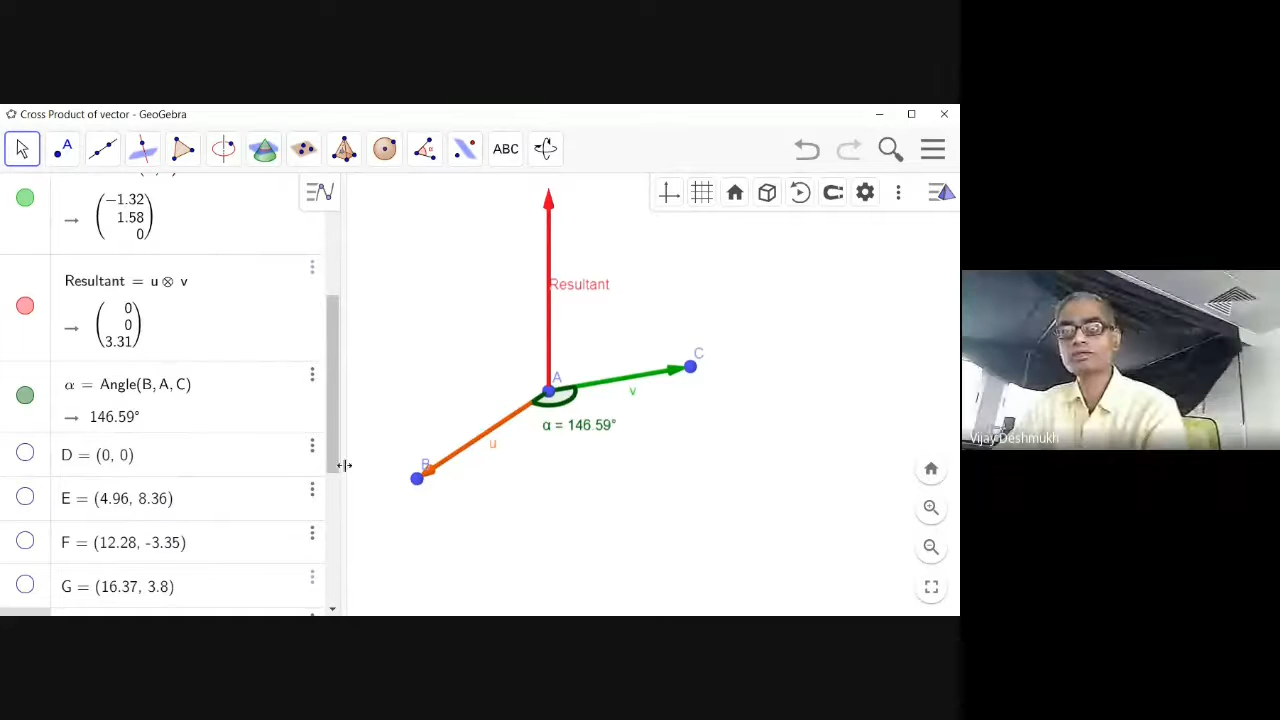 Cross Product of vector - GeoGebra
A
α
ABC
→ (−1.32
1.58
0)
Resultant = u ⊗ v
→ (0
0
3.31)
α = Angle(B, A, C)
→ 146.59°
D = (0, 0)
E = (4.96, 8.36)
F = (12.28, -3.35)
G = (16.37, 3.8)
Resultant
C
A
v
α = 146.59°
u
B
Vijay Deshmukh